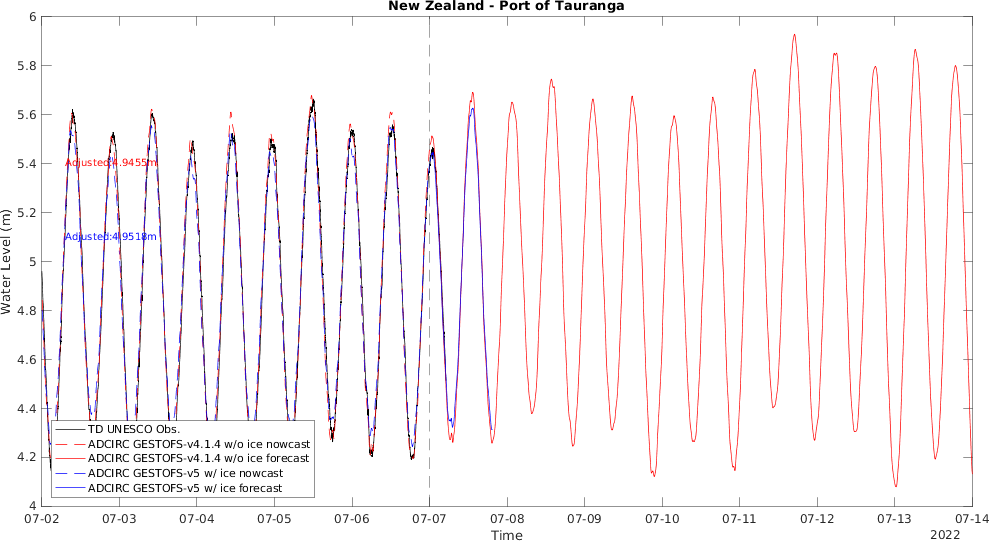 New Zealand - Port of Tauranga
6
5.8
5.6
5.4
5.2
5
4.8
4.6
4.4
4.2
4
Water Level (m)
Adjusted:4.9455m
Adjusted:4.9518m
TD UNESCO Obs.
ADCIRC GESTOFS-v4.1.4 w/o ice nowcast
ADCIRC GESTOFS-v4.1.4 w/o ice forecast
ADCIRC GESTOFS-v5 w/ ice nowcast
ADCIRC GESTOFS-v5 w/ ice forecast
07-02 07-03 07-04 07-05 07-06 07-07 07-08 07-09 07-10 07-11 07-12 07-13 07-14
Time
2022